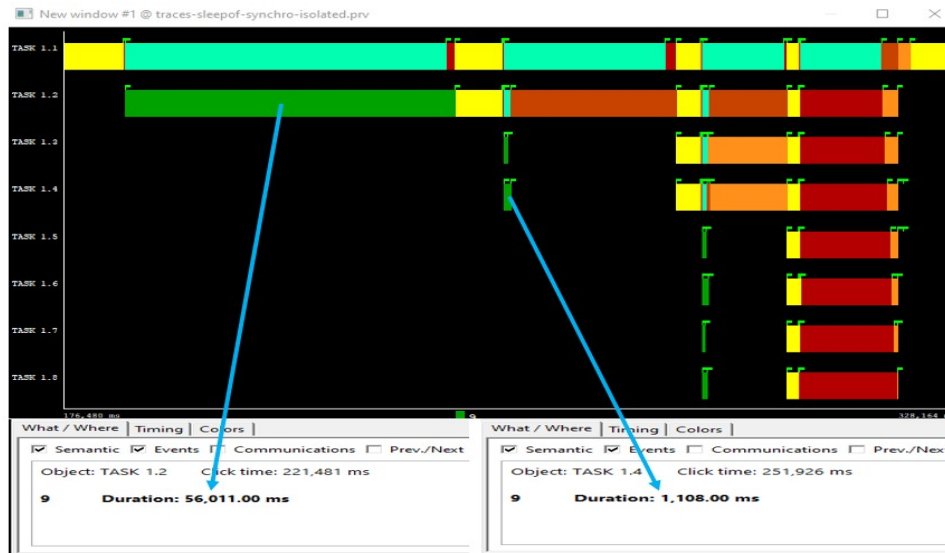 New window #1 @ traces-sleepof-synchro-isolated.prv
TASK 1.1
TASK 1.2
TASK 1.3
TASK 1.4
TASK 1.5
TASK 1.6
TASK 1.7
TASK 1.8
176,480 ms 9 328,164
What / Where Timing Colors
Semantic Events Communications Prev./Next
Object: TASK 1.2 Click time: 221,481 ms
9 Duration: 56,011.00 ms
What / Where Timing Colors
Semantic Events Communications Prev./Next
Object: TASK 1.4 Click time: 251,926 ms
9 Duration: 1,108.00 ms